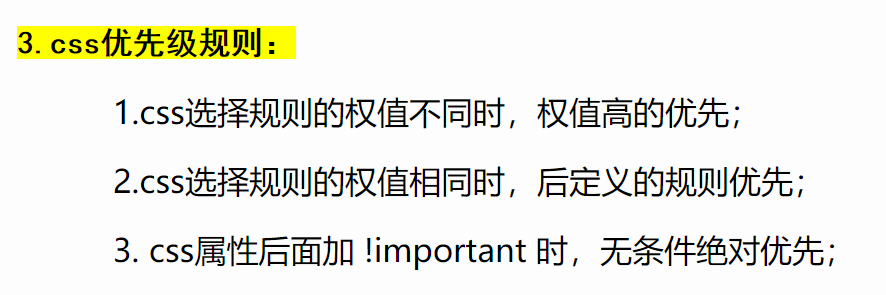 3.css优先级规则：
1.css选择规则的权值不同时，权值高的优先；
2.css选择规则的权值相同时，后定义的规则优先；
3. css属性后面加 !important 时，无条件绝对优先；